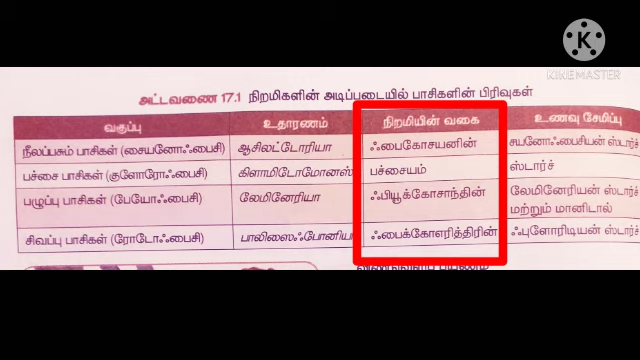 KINEMASTER
அட்டவணை 17.1 நிறமிகளின் அடிப்படையில் பாசிகளின் பிரிவுகள்
வகுப்பு உதாரணம் நிறமியின் வகை உணவு சேமிப்பு
நீலப்பசும் பாசிகள் (சையனோஃபைசி) ஆசிலட்டோரியா ஃபைகோசயனின் சயனோஃபைசியன் ஸ்டார்ச்
பச்சை பாசிகள் (குளோரோஃபைசி) கிளாமிடோமோனஸ் பச்சையம் ஸ்டார்ச்
பழுப்பு பாசிகள் (பேயோஃபைசி) லேமினேரியா ஃபியூக்கோசாந்தின் லேமினேரியன் ஸ்டார்ச்
மற்றும் மானிடால்
சிவப்பு பாசிகள் (ரோடோஃபைசி) பாலிஸைஃபோனியா ஃபைக்கோஎரித்திரின் ஃபுளோரிடியன் ஸ்டார்ச்